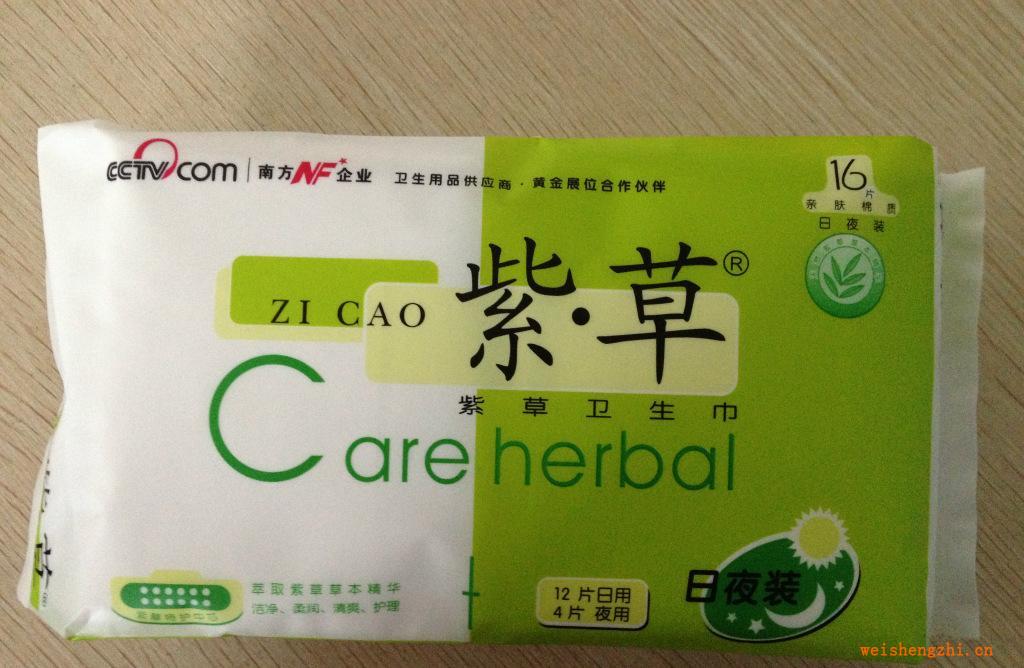 CCTV.com 南方NF企业 卫生用品供应商·黄金展位合作伙伴
16片
亲肤棉质
日夜装
ZI CAO
紫·草®
紫草卫生巾
Care herbal
萃取紫草草本精华
洁净、柔润、清爽、护理
12片日用
4片 夜用
日夜装
weishengzhi.cn